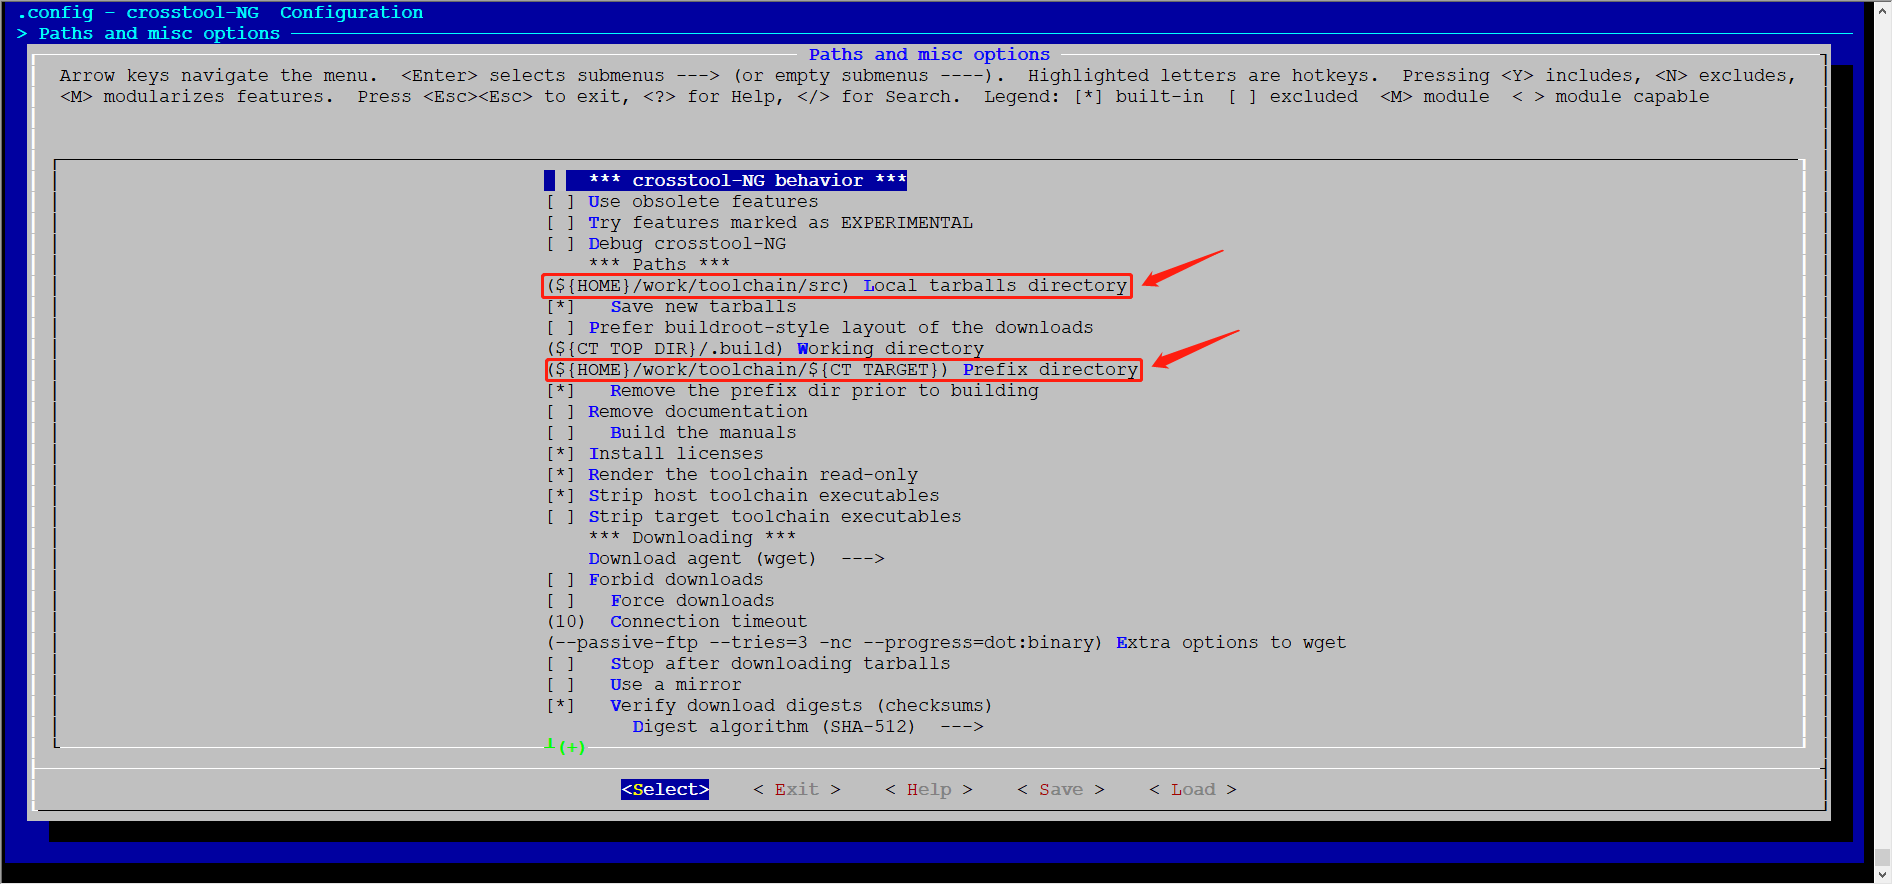 .config - crosstool-NG  Configuration
> Paths and misc options
Paths and misc options
Arrow keys navigate the menu.  <Enter> selects submenus ---> (or empty submenus ----).  Highlighted letters are hotkeys.  Pressing <Y> includes, <N> excludes,
<M> modularizes features.  Press <Esc><Esc> to exit, <?> for Help, </> for Search.  Legend: [*] built-in  [ ] excluded  <M> module  < > module capable
*** crosstool-NG behavior ***
[ ] Use obsolete features
[ ] Try features marked as EXPERIMENTAL
[ ] Debug crosstool-NG
*** Paths ***
(${HOME}/work/toolchain/src) Local tarballs directory
[*]   Save new tarballs
[ ] Prefer buildroot-style layout of the downloads
(${CT_TOP_DIR}/.build) Working directory
(${HOME}/work/toolchain/${CT_TARGET}) Prefix directory
[*]   Remove the prefix dir prior to building
[ ] Remove documentation
[ ]   Build the manuals
[*] Install licenses
[*] Render the toolchain read-only
[*] Strip host toolchain executables
[ ] Strip target toolchain executables
*** Downloading ***
Download agent (wget)  --->
[ ] Forbid downloads
[ ]   Force downloads
(10)  Connection timeout
(--passive-ftp --tries=3 -nc --progress=dot:binary) Extra options to wget
[ ]   Stop after downloading tarballs
[ ]   Use a mirror
[*]   Verify download digests (checksums)
Digest algorithm (SHA-512)  --->
┴(+)
<Select>    < Exit >    < Help >    < Save >    < Load >